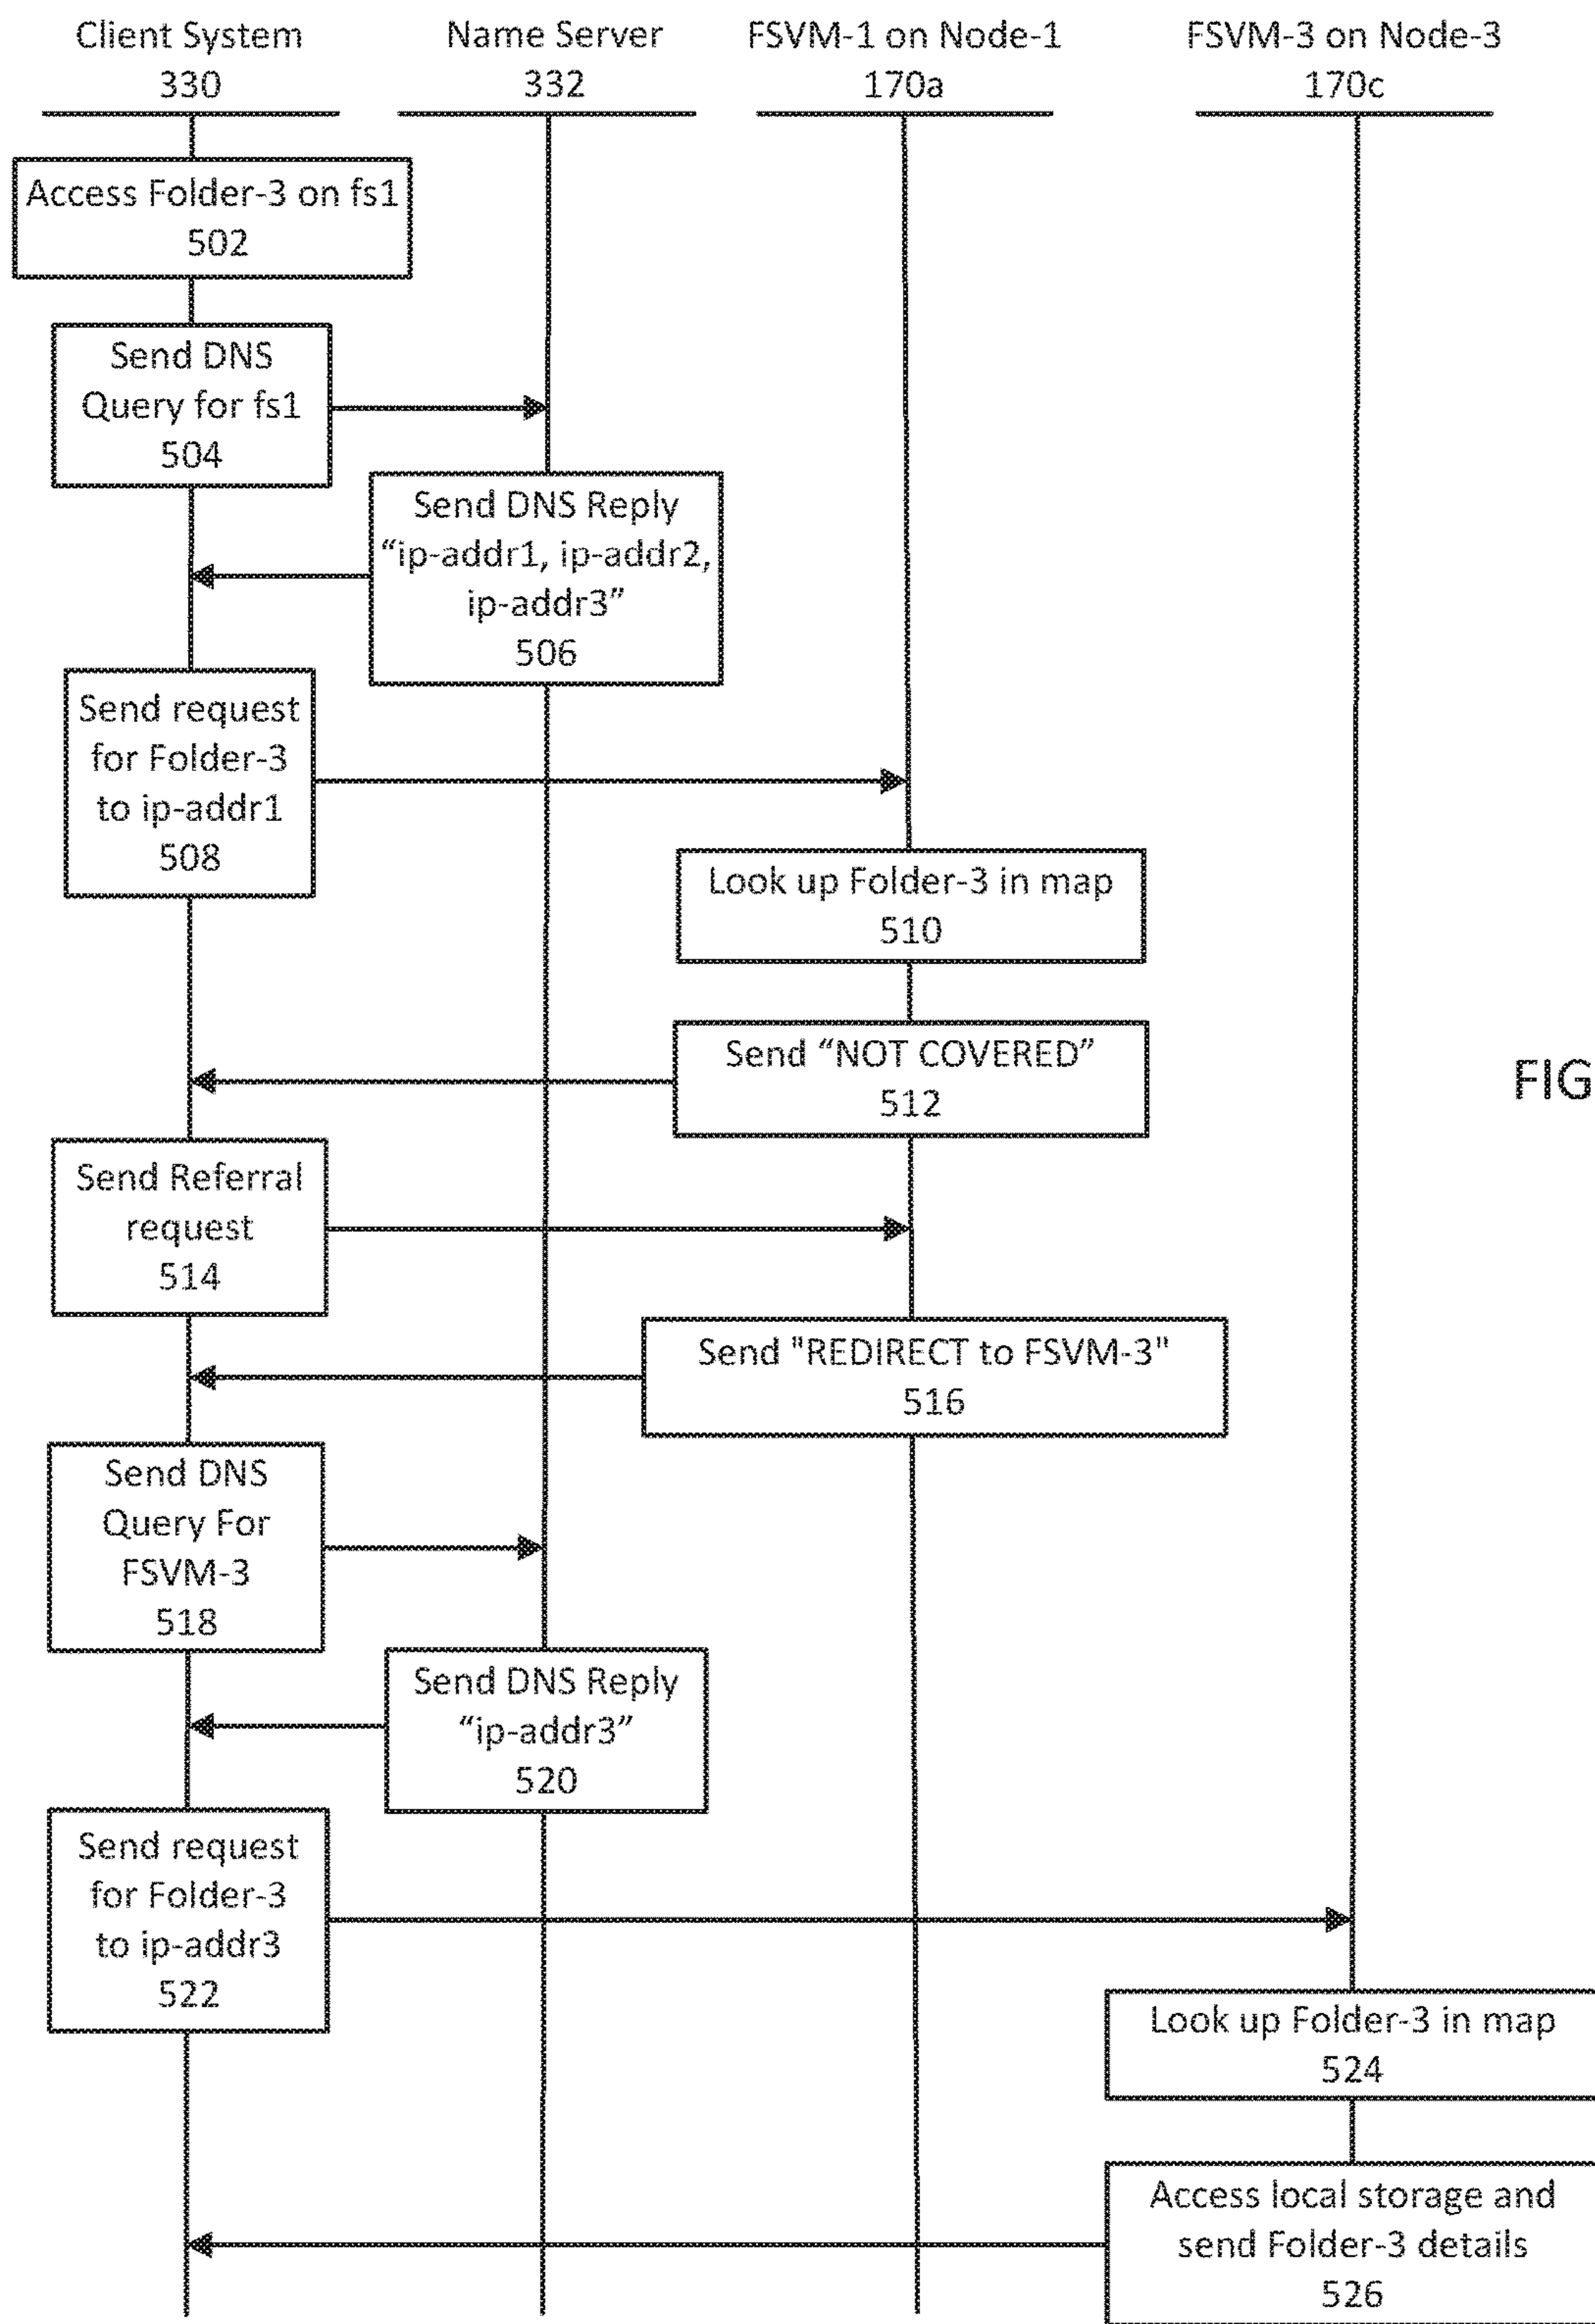 Client System
330
Name Server
332
FSVM-1 on Node-1
170a
FSVM-3 on Node-3
170c
Access Folder-3 on fs1
502
Send DNS
Query for fs1
504
Send DNS Reply
“ip-addr1, ip-addr2,
ip-addr3”
506
Send request
for Folder-3
to ip-addr1
508
Look up Folder-3 in map
510
Send “NOT COVERED”
512
FIG
Send Referral
request
514
Send "REDIRECT to FSVM-3"
516
Send DNS
Query For
FSVM-3
518
Send DNS Reply
“ip-addr3”
520
Send request
for Folder-3
to ip-addr3
522
Look up Folder-3 in map
524
Access local storage and
send Folder-3 details
526